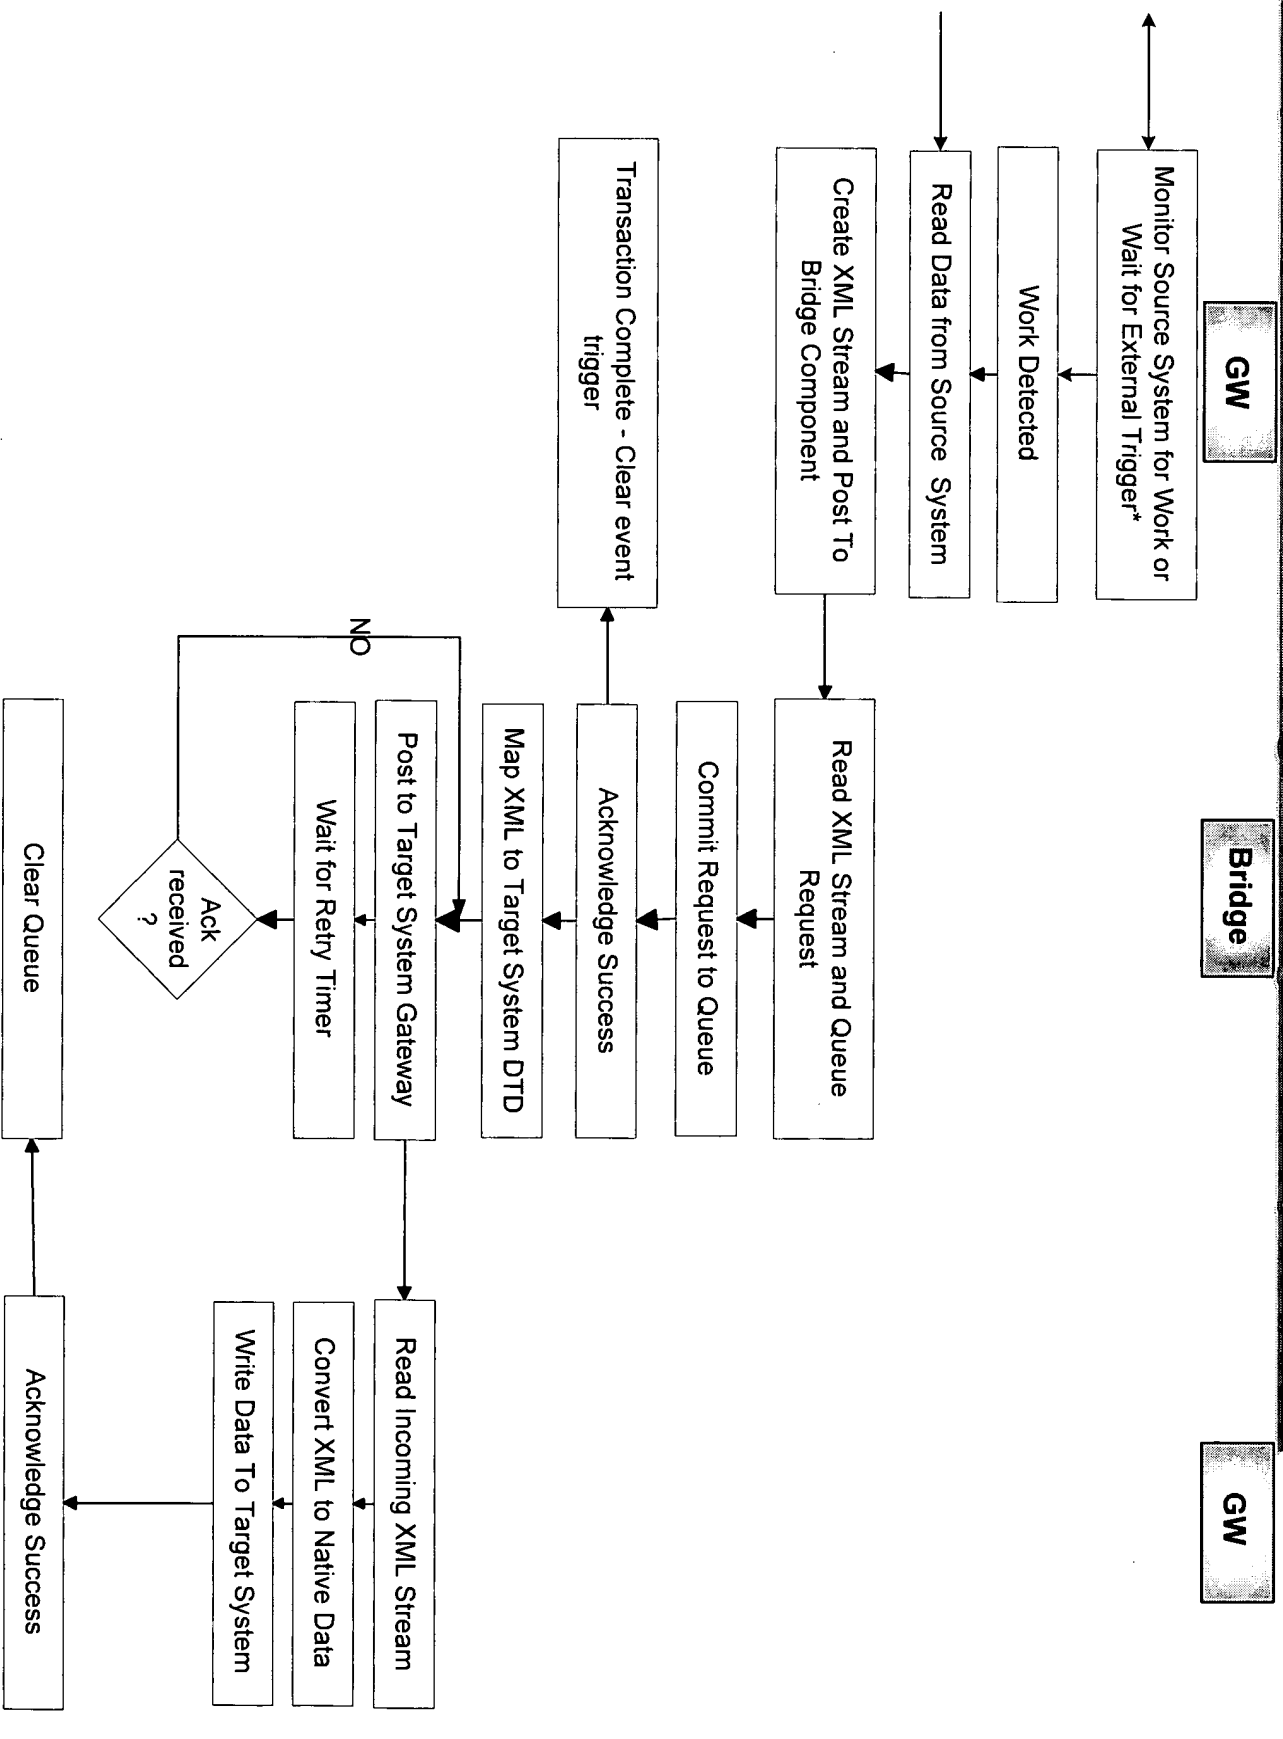 GW
Bridge
GW
Monitor Source System for Work or
Wait for External Trigger*
Work Detected
Read Data from Source System
Create XML Stream and Post To
Bridge Component
Transaction Complete - Clear event
trigger
Read XML Stream and Queue
Request
Commit Request to Queue
Acknowledge Success
Map XML to Target System DTD
Post to Target System Gateway
Wait for Retry Timer
NO
Ack
received
?
Clear Queue
Read Incoming XML Stream
Convert XML to Native Data
Write Data To Target System
Acknowledge Success